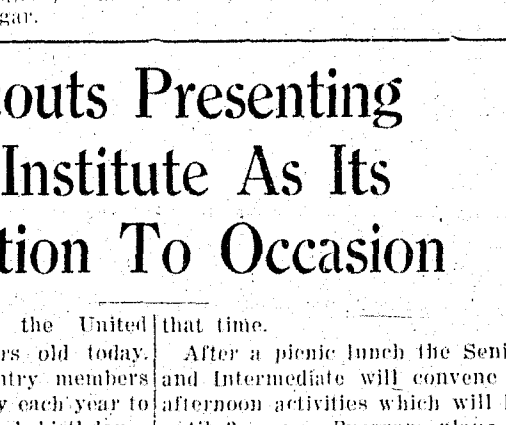 gar.
outs Presenting
Institute As Its
tion To Occasion
the United
rs old today.
ntry members
y each year to
that time.
After a picnic lunch the Seni
and Intermediate will convene
afternoon activities which will